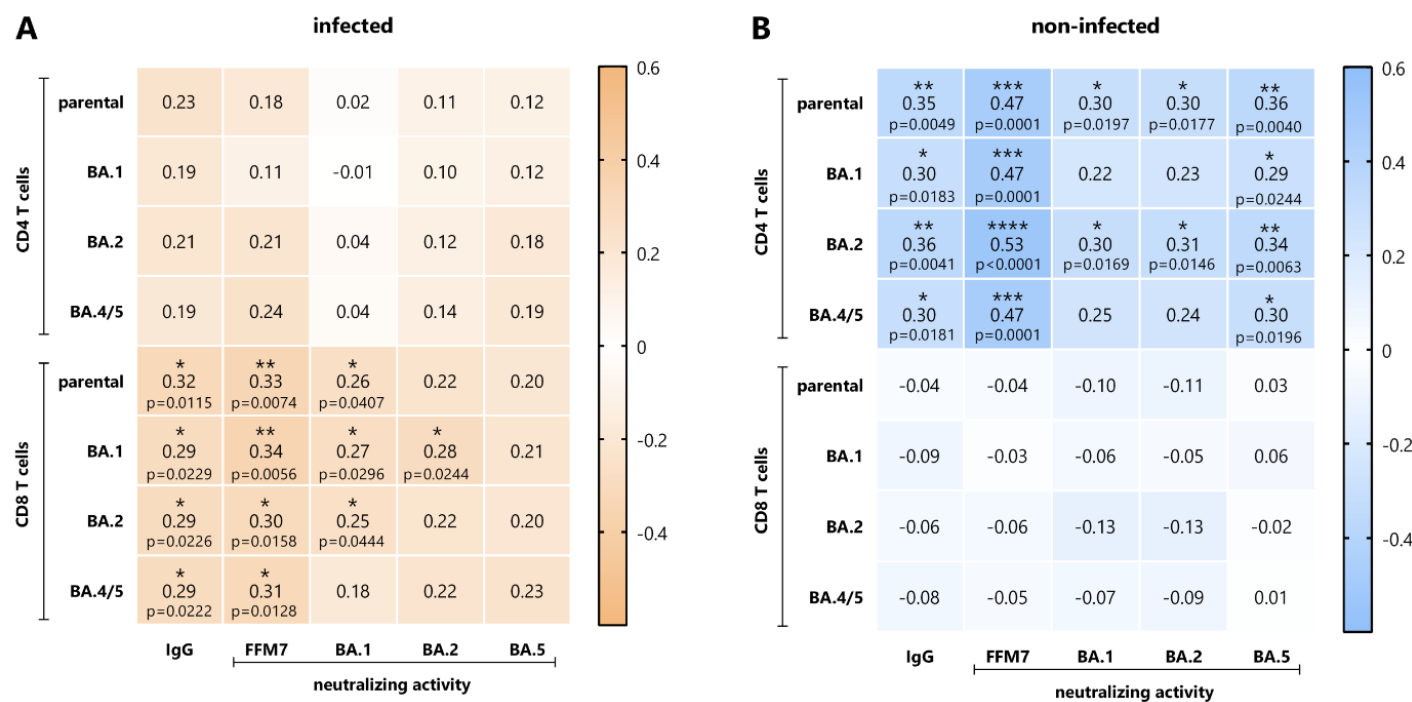 A
infected
CD4 T cells
parental
0.23
0.18
0.02
0.11
0.12
BA.1
0.19
0.11
-0.01
0.10
0.12
BA.2
0.21
0.21
0.04
0.12
0.18
BA.4/5
0.19
0.24
0.04
0.14
0.19
CD8 T cells
parental
*
0.32
p=0.0115
**
0.33
p=0.0074
*
0.26
p=0.0407
0.22
0.20
BA.1
*
0.29
p=0.0229
**
0.34
p=0.0056
*
0.27
p=0.0296
*
0.28
p=0.0244
0.21
BA.2
*
0.29
p=0.0226
*
0.30
p=0.0158
*
0.25
p=0.0444
0.22
0.20
BA.4/5
*
0.29
p=0.0222
*
0.31
p=0.0128
0.18
0.22
0.23
IgG
FFM7
BA.1
BA.2
BA.5
neutralizing activity
0.6
0.4
0.2
0
-0.2
-0.4
B
non-infected
CD4 T cells
parental
**
0.35
p=0.0049
***
0.47
p=0.0001
*
0.30
p=0.0197
*
0.30
p=0.0177
**
0.36
p=0.0040
BA.1
*
0.30
p=0.0183
***
0.47
p=0.0001
0.22
0.23
*
0.29
p=0.0244
BA.2
**
0.36
p=0.0041
****
0.53
p<0.0001
*
0.30
p=0.0169
*
0.31
p=0.0146
**
0.34
p=0.0063
BA.4/5
*
0.30
p=0.0181
***
0.47
p=0.0001
0.25
0.24
*
0.30
p=0.0196
CD8 T cells
parental
-0.04
-0.04
-0.10
-0.11
0.03
BA.1
-0.09
-0.03
-0.06
-0.05
0.06
BA.2
-0.06
-0.06
-0.13
-0.13
-0.02
BA.4/5
-0.08
-0.05
-0.07
-0.09
0.01
IgG
FFM7
BA.1
BA.2
BA.5
neutralizing activity
0.6
0.4
0.2
0
-0.2
-0.4